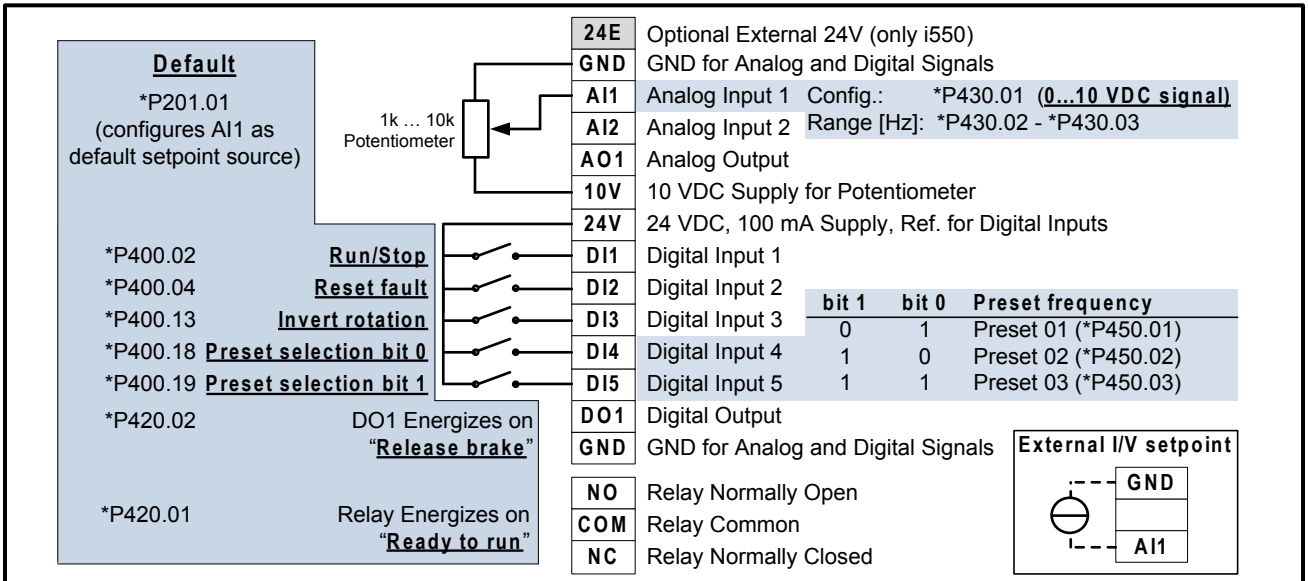 24E Optional External 24V (only i550)
Default
GND GND for Analog and Digital Signals
*P201.01
(configures AI1 as
default setpoint source)
1k … 10k
Potentiometer
AI1 Analog Input 1 Config.: *P430.01 (0...10 VDC signal)
AI2 Analog Input 2 Range [Hz]: *P430.02 - *P430.03
AO1 Analog Output
10V 10 VDC Supply for Potentiometer
24V 24 VDC, 100 mA Supply, Ref. for Digital Inputs
*P400.02 Run/Stop DI1 Digital Input 1
*P400.04 Reset fault DI2 Digital Input 2
*P400.13 Invert rotation DI3 Digital Input 3
*P400.18 Preset selection bit 0 DI4 Digital Input 4
*P400.19 Preset selection bit 1 DI5 Digital Input 5
bit 1 bit 0 Preset frequency
0 1 Preset 01 (*P450.01)
1 0 Preset 02 (*P450.02)
1 1 Preset 03 (*P450.03)
*P420.02 DO1 Energizes on
“Release brake”
DO1 Digital Output
GND GND for Analog and Digital Signals
External I/V setpoint
GND
AI1
*P420.01 Relay Energizes on
“Ready to run”
NO Relay Normally Open
COM Relay Common
NC Relay Normally Closed